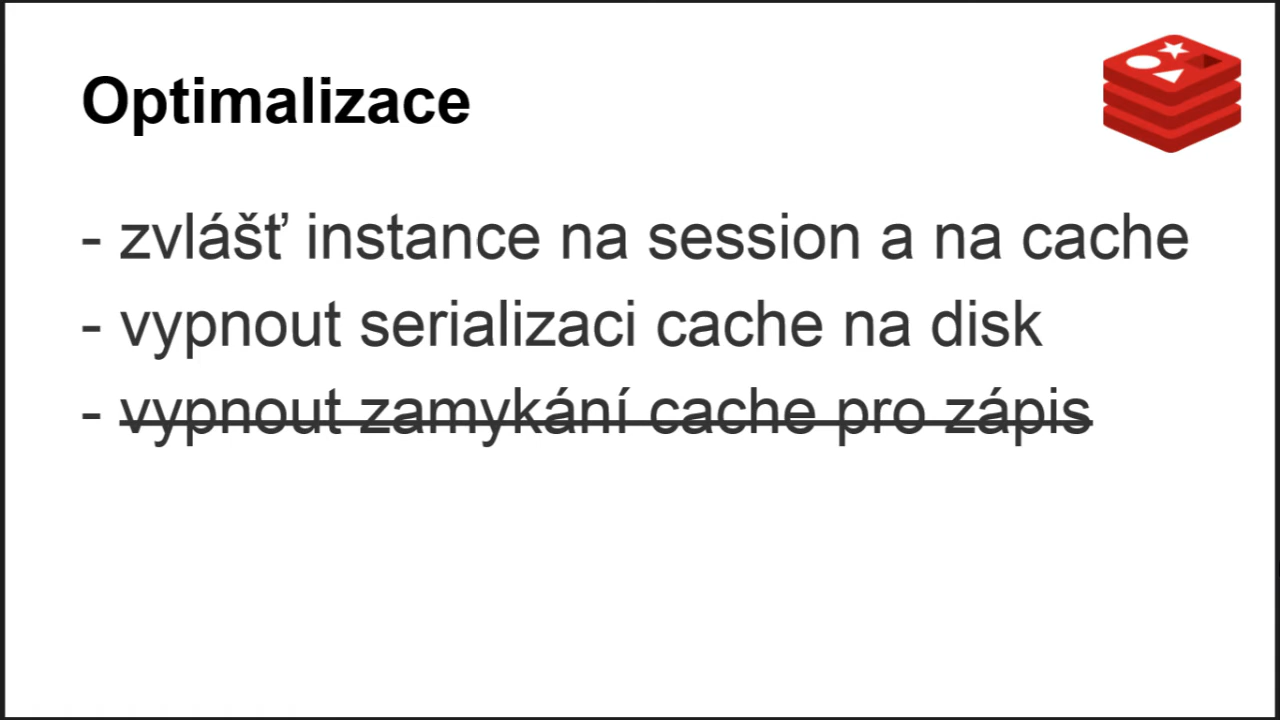 Optimalizace
- zvlášť instance na session a na cache
- vypnout serializaci cache na disk
- vypnout zamykání cache pro zápis